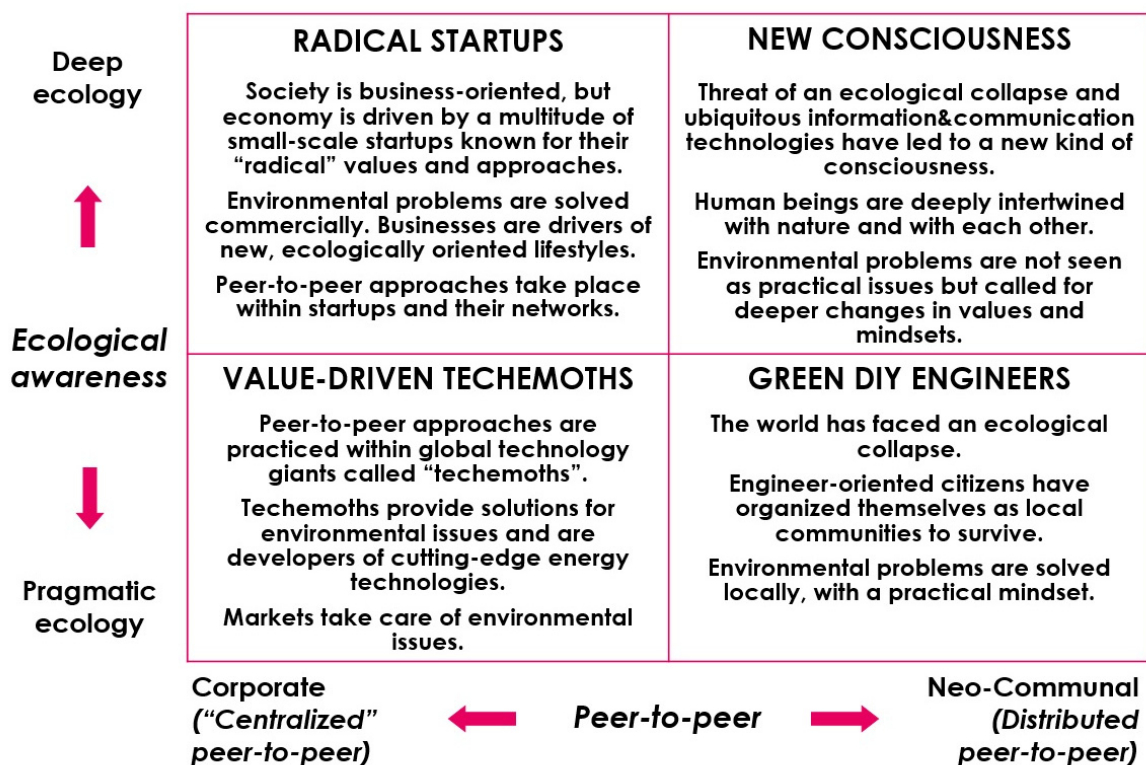 Deep
ecology
Ecological
awareness
Pragmatic
ecology
RADICAL STARTUPS
Society is business-oriented, but
economy is driven by a multitude of
small-scale startups known for their
“radical” values and approaches.
Environmental problems are solved
commercially. Businesses are drivers of
new, ecologically oriented lifestyles.
Peer-to-peer approaches take place
within startups and their networks.
NEW CONSCIOUSNESS
Threat of an ecological collapse and
ubiquitous information&communication
technologies have led to a new kind of
consciousness.
Human beings are deeply intertwined
with nature and with each other.
Environmental problems are not seen
as practical issues but called for
deeper changes in values and
mindsets.
VALUE-DRIVEN TECHEMOTHS
Peer-to-peer approaches are
practiced within global technology
giants called “techemoths”.
Techemoths provide solutions for
environmental issues and are
developers of cutting-edge energy
technologies.
Markets take care of environmental
issues.
GREEN DIY ENGINEERS
The world has faced an ecological
collapse.
Engineer-oriented citizens have
organized themselves as local
communities to survive.
Environmental problems are solved
locally, with a practical mindset.
Corporate
(“Centralized”
peer-to-peer)
Peer-to-peer
Neo-Communal
(Distributed
peer-to-peer)